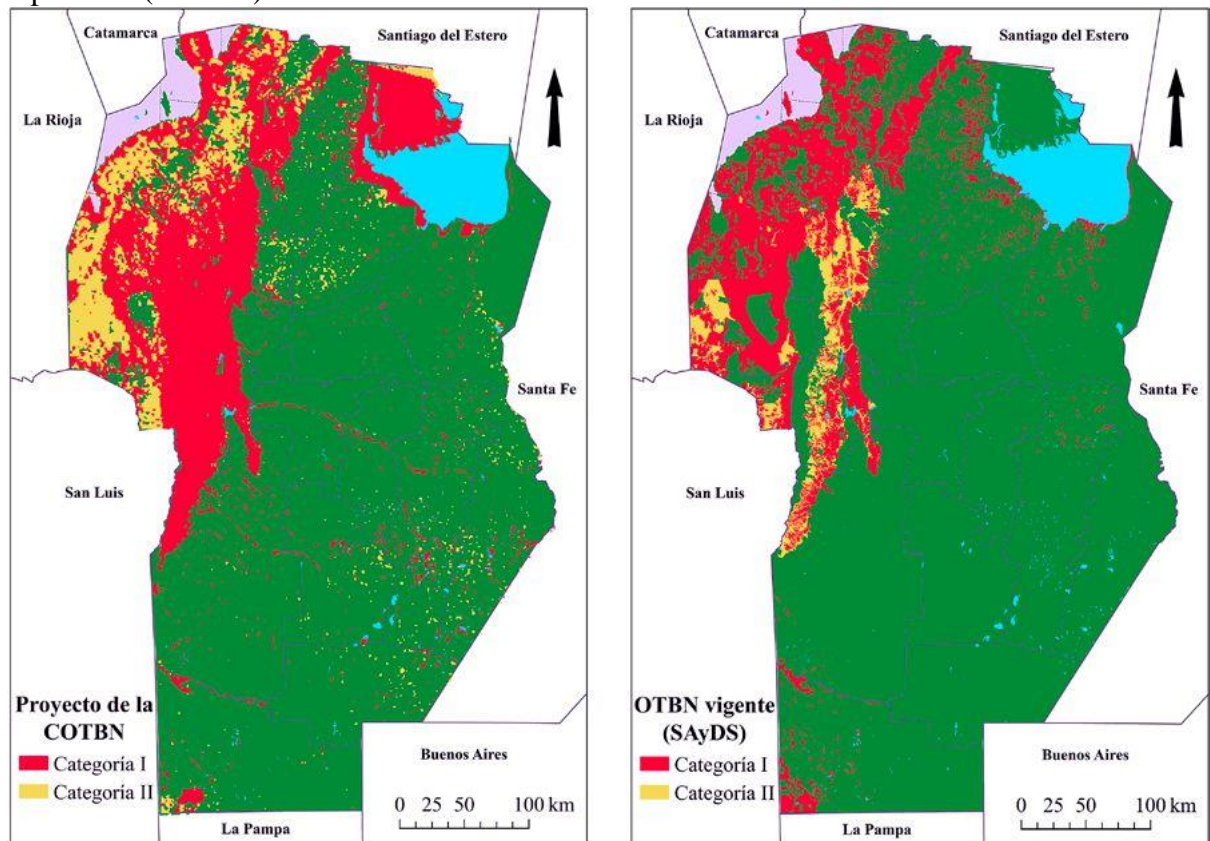 Catamarca
Santiago del Estero
La Rioja
Santa Fe
San Luis
Proyecto de la
COTBN
Categoría I
Categoría II
Buenos Aires
0 25 50 100 km
La Pampa
Catamarca
Santiago del Estero
La Rioja
Santa Fe
San Luis
OTBN vigente
(SAyDS)
Categoría I
Categoría II
Buenos Aires
0 25 50 100 km
La Pampa